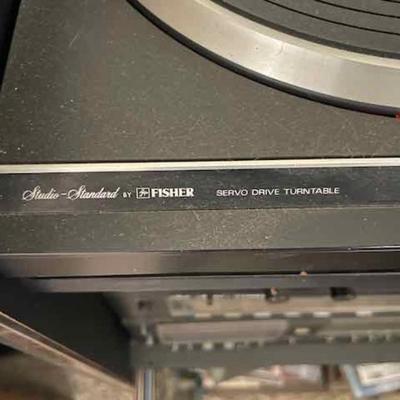 Studio-Standard BY FISHER SERVO DRIVE TURNTABLE